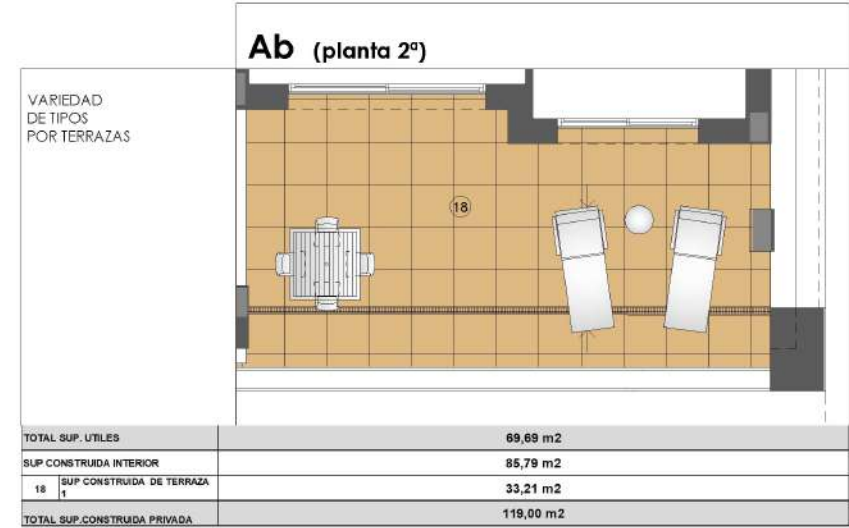 Ab (planta 2ª)
VARIEDAD
DE TIPOS
POR TERRAZAS
18
TOTAL SUP. UTILES 69,69 m2
SUP CONSTRUIDA INTERIOR 85,79 m2
18 SUP CONSTRUIDA DE TERRAZA 33,21 m2
1
TOTAL SUP.CONSTRUIDA PRIVADA 119,00 m2